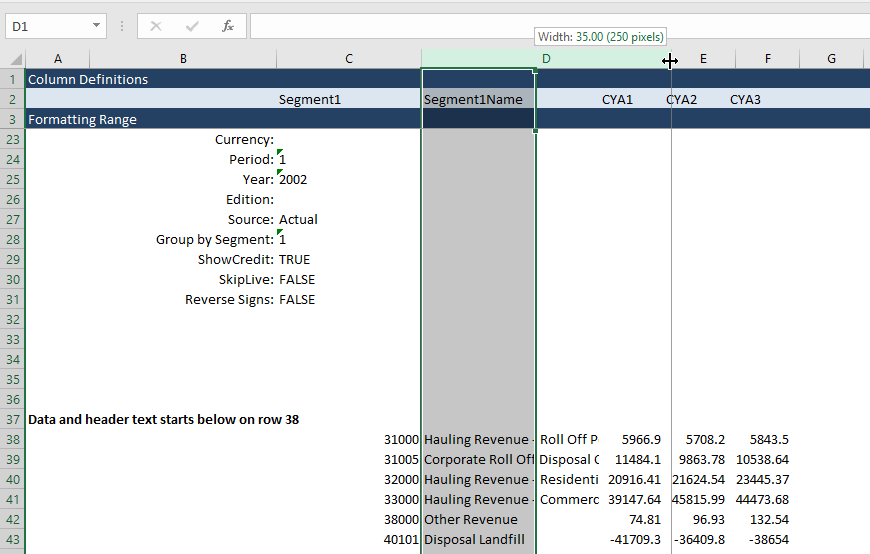 D1 fx
Width: 35.00 (250 pixels)
A B C D E F G
1 Column Definitions
2 Segment1 Segment1Name CYA1 CYA2 CYA3
3 Formatting Range
23 Currency:
24 Period: 1
25 Year: 2002
26 Edition:
27 Source: Actual
28 Group by Segment: 1
29 ShowCredit: TRUE
30 SkipLive: FALSE
31 Reverse Signs: FALSE
32
33
34
35
36
37 Data and header text starts below on row 38
38 31000 Hauling Revenue - Roll Off P 5966.9 5708.2 5843.5
39 31005 Corporate Roll Off Disposal C 11484.1 9863.78 10538.64
40 32000 Hauling Revenue - Residenti 20916.41 21624.54 23445.37
41 33000 Hauling Revenue - Commerc 39147.64 45815.99 44473.68
42 38000 Other Revenue 74.81 96.93 132.54
43 40101 Disposal Landfill -41709.3 -36409.8 -38654